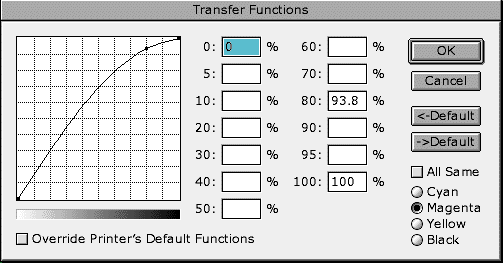 Transfer Functions
0: 0 % 60: %
5: % 70: %
10: % 80: 93.8 %
20: % 90: %
30: % 95: %
40: % 100: 100 %
50: %
OK
Cancel
<-Default
->Default
All Same
Cyan
Magenta
Yellow
Black
Override Printer's Default Functions